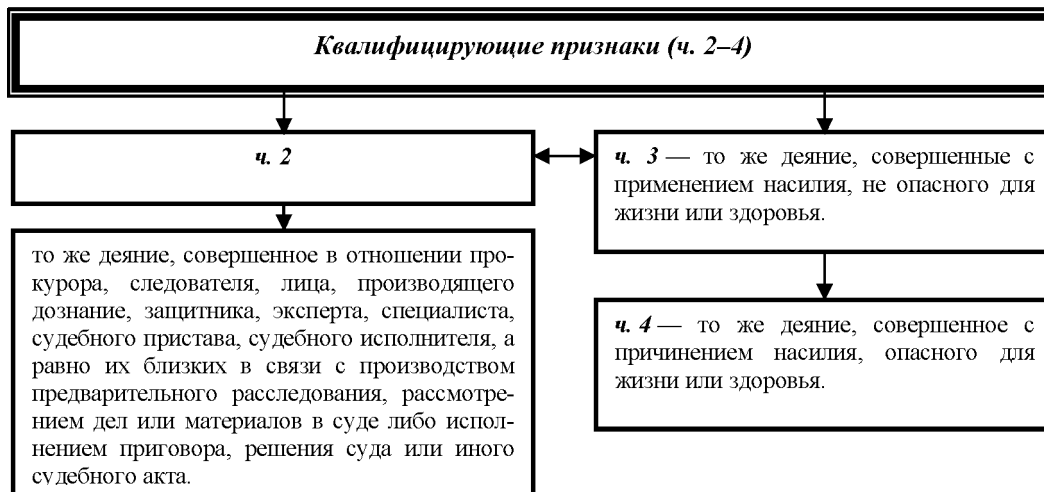 Квалифицирующие признаки (ч. 2–4)
ч. 2
то же деяние, совершенное в отношении про-
курора, следователя, лица, производящего
дознание, защитника, эксперта, специалиста,
судебного пристава, судебного исполнителя, а
равно их близких в связи с производством
предварительного расследования, рассмотре-
нием дел или материалов в суде либо испол-
нением приговора, решения суда или иного
судебного акта.
ч. 3 — то же деяние, совершенные с
применением насилия, не опасного для
жизни или здоровья.
ч. 4 — то же деяние, совершенное с
причинением насилия, опасного для
жизни или здоровья.